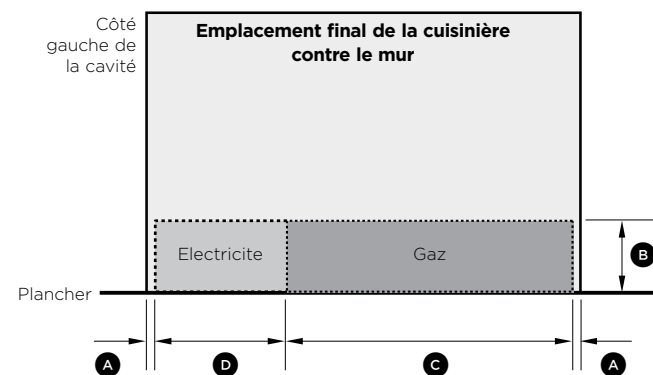 Côté
gauche de
la cavité
Emplacement final de la cuisinière
contre le mur
Electricite
Gaz
B
Plancher
A
D
C
A